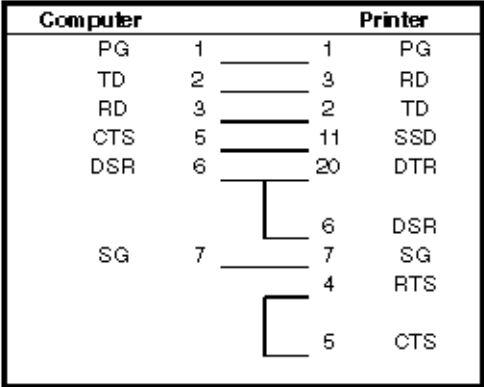 Computer Printer
PG 1 1 PG
TD 2 3 RD
RD 3 2 TD
CTS 5 11 SSD
DSR 6 20 DTR
6 DSR
SG 7 7 SG
4 RTS
5 CTS